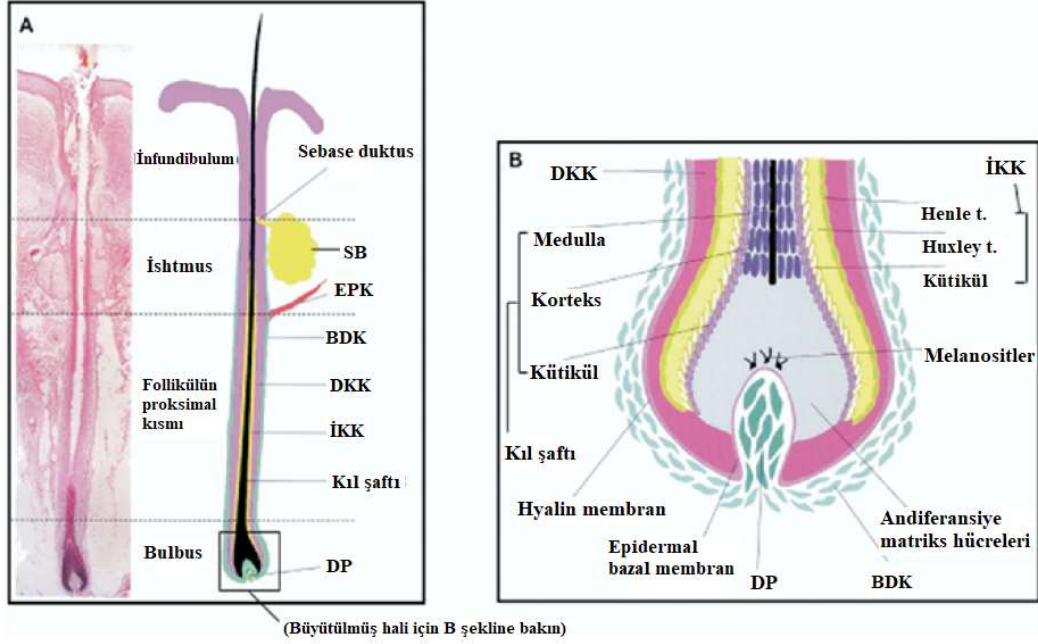 A
İnfundibulum
Sebase duktus
SB
İshtmus
EPK
BDK
Follikülün
proksimal
kısmı
DKK
İKK
Kıl şaftı
Bulbus
DP
(Büyütülmüş hali için B şekline bakın)
B
DKK
İKK
Henle t.
Medulla
Huxley t.
Kütikül
Korteks
Melanositler
Kütikül
Kıl şaftı
Hyalin membran
Andiferansiye
matriks hücreleri
Epidermal
bazal membran
DP
BDK